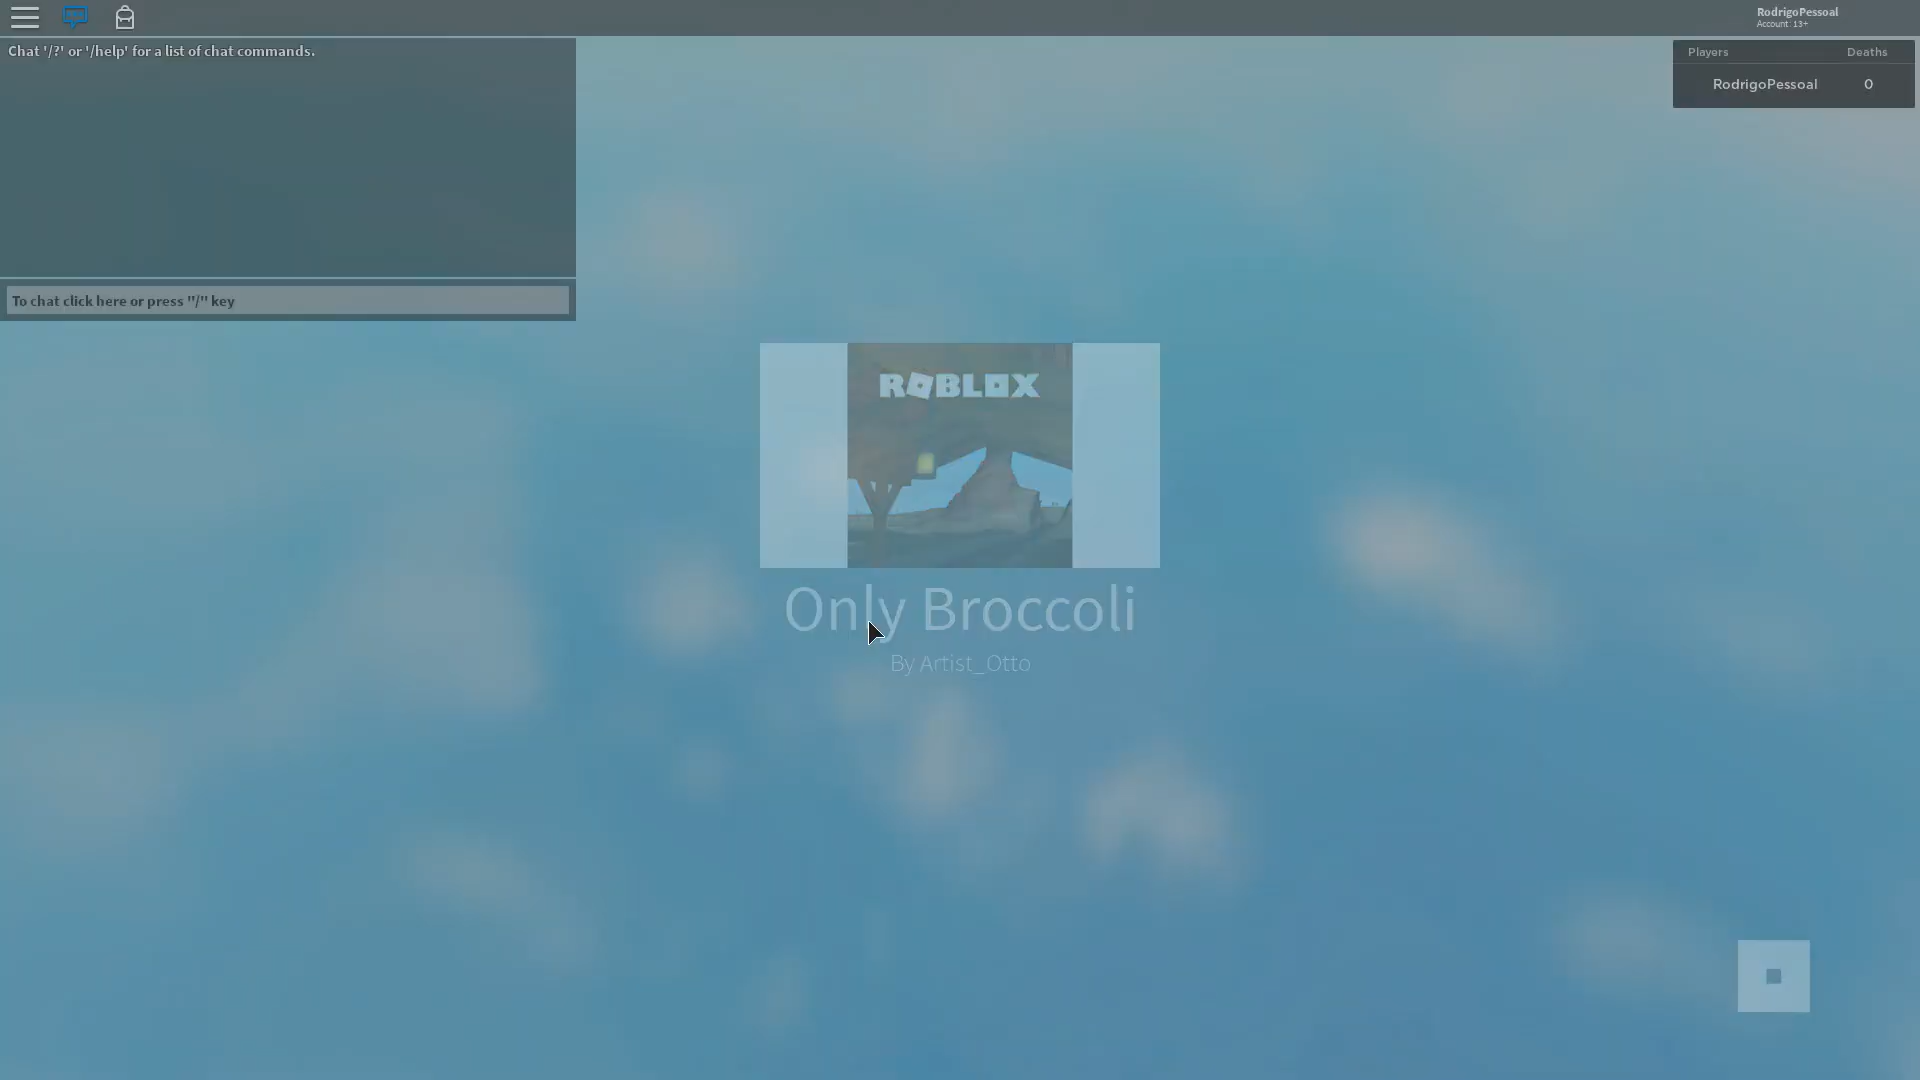 RodrigoPessoal
Account: 13+
Chat '/?' or '/help' for a list of chat commands.
Players Deaths
RodrigoPessoal 0
To chat click here or press "/" key
ROBLOX
Only Broccoli
By Artist_Otto